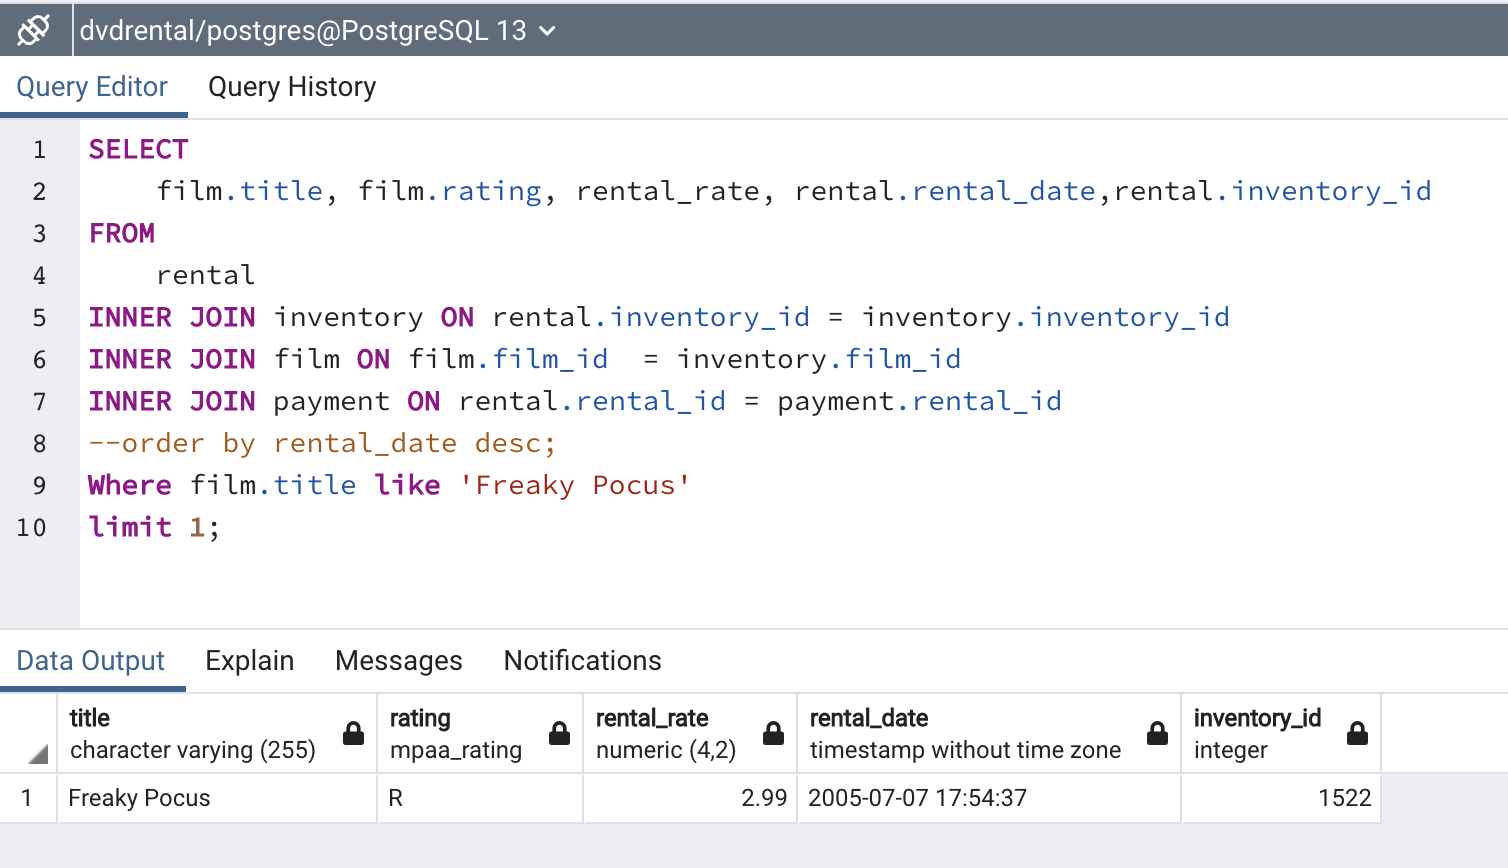 dvdrental/postgres@PostgreSQL 13
Query Editor Query History
1 SELECT
2 film.title, film.rating, rental_rate, rental.rental_date,rental.inventory_id
3 FROM
4 rental
5 INNER JOIN inventory ON rental.inventory_id = inventory.inventory_id
6 INNER JOIN film ON film.film_id  = inventory.film_id
7 INNER JOIN payment ON rental.rental_id = payment.rental_id
8 --order by rental_date desc;
9 Where film.title like 'Freaky Pocus'
10 limit 1;
Data Output Explain Messages Notifications
title rating rental_rate rental_date inventory_id
character varying (255) mpaa_rating numeric (4,2) timestamp without time zone integer
1 Freaky Pocus R 2.99 2005-07-07 17:54:37 1522